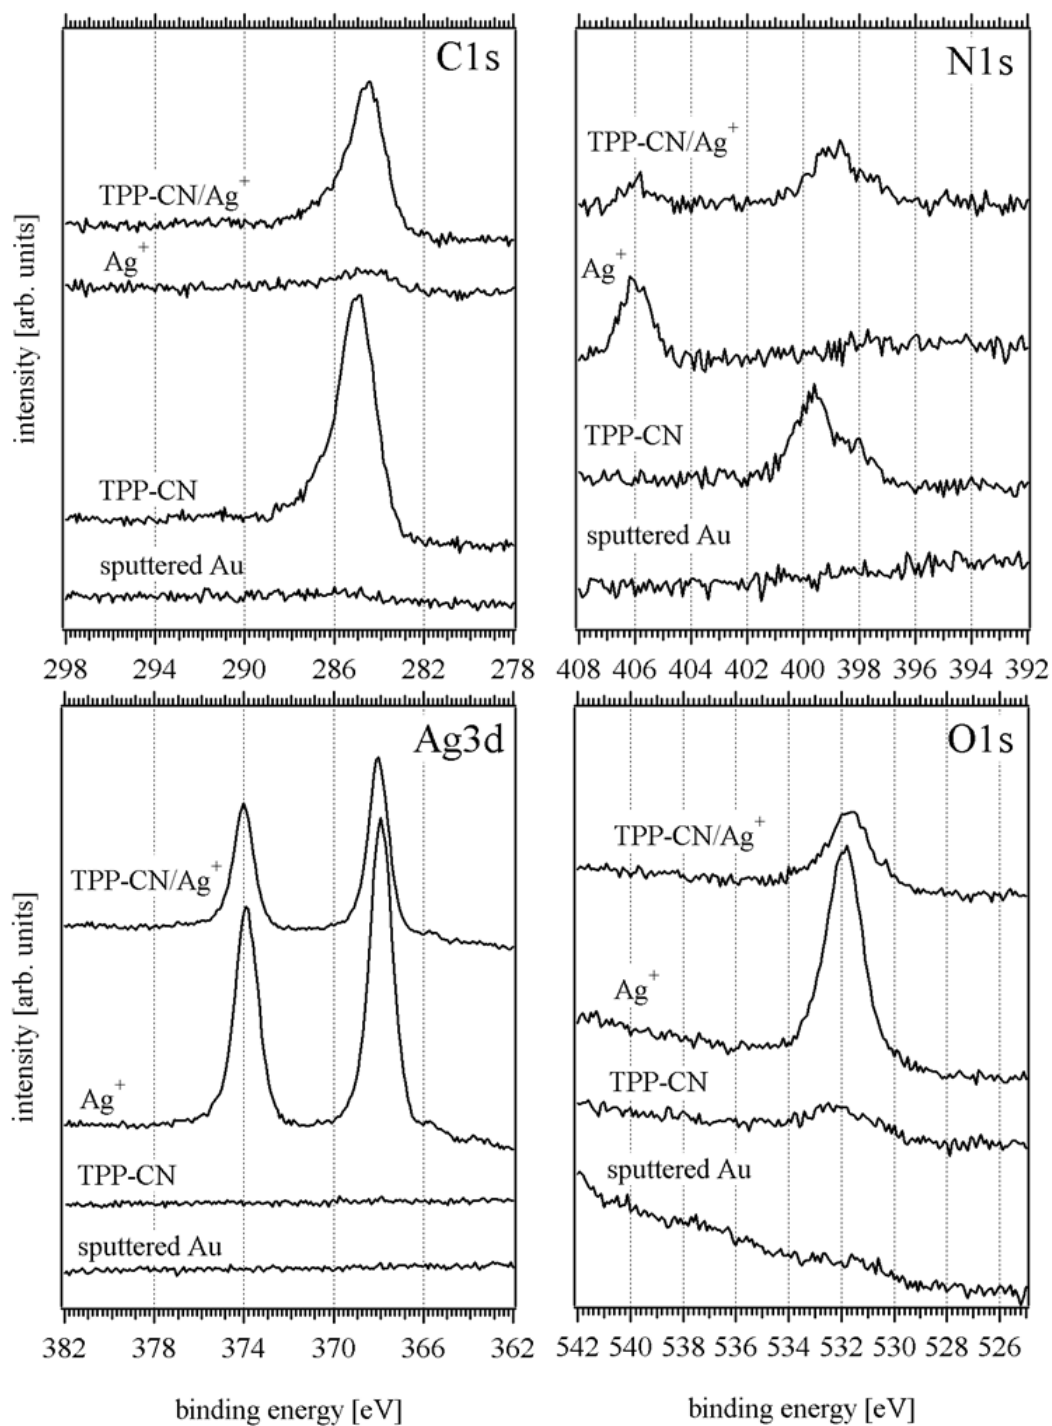 C1s
TPP-CN/Ag+
Ag+
TPP-CN
sputtered Au
intensity [arb. units]
298 294 290 286 282 278
N1s
TPP-CN/Ag+
Ag+
TPP-CN
sputtered Au
408 406 404 402 400 398 396 394 392
Ag3d
TPP-CN/Ag+
Ag+
TPP-CN
sputtered Au
intensity [arb. units]
382 378 374 370 366 362
binding energy [eV]
O1s
TPP-CN/Ag+
Ag+
TPP-CN
sputtered Au
542 540 538 536 534 532 530 528 526
binding energy [eV]